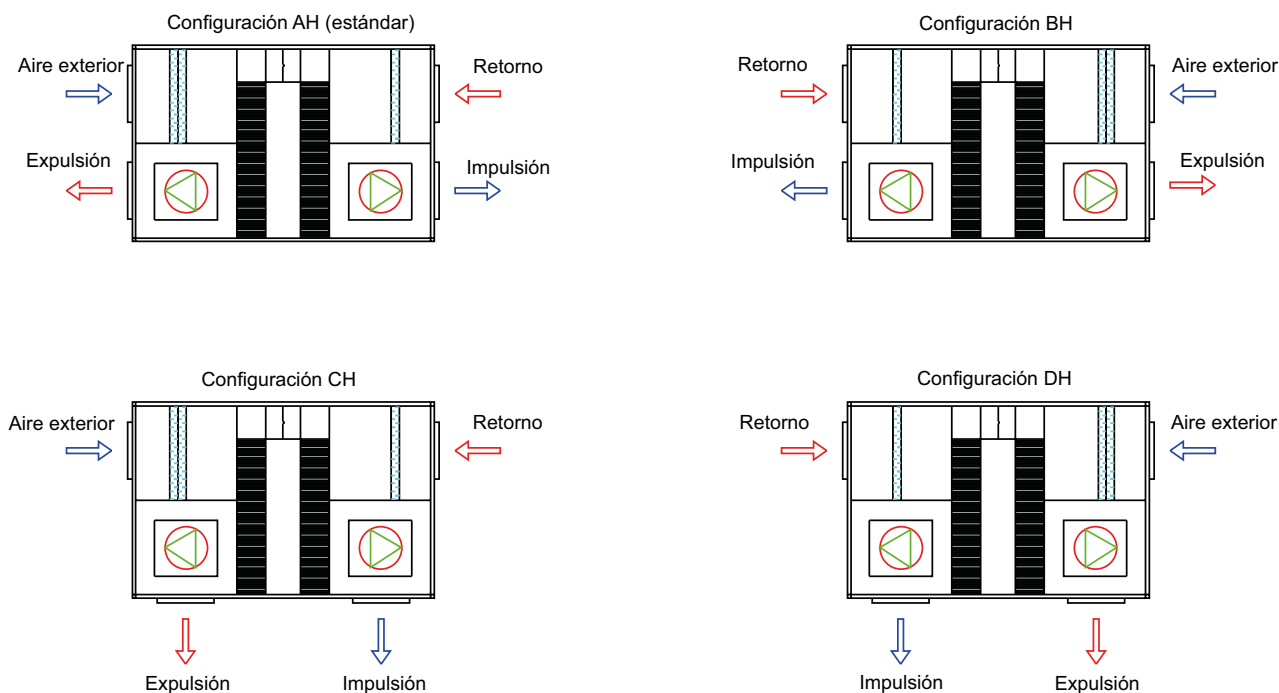 Configuración AH (estándar)
Aire exterior
Retorno
Expulsión
Impulsión
Configuración BH
Retorno
Aire exterior
Impulsión
Expulsión
Configuración CH
Aire exterior
Retorno
Expulsión
Impulsión
Configuración DH
Retorno
Aire exterior
Impulsión
Expulsión